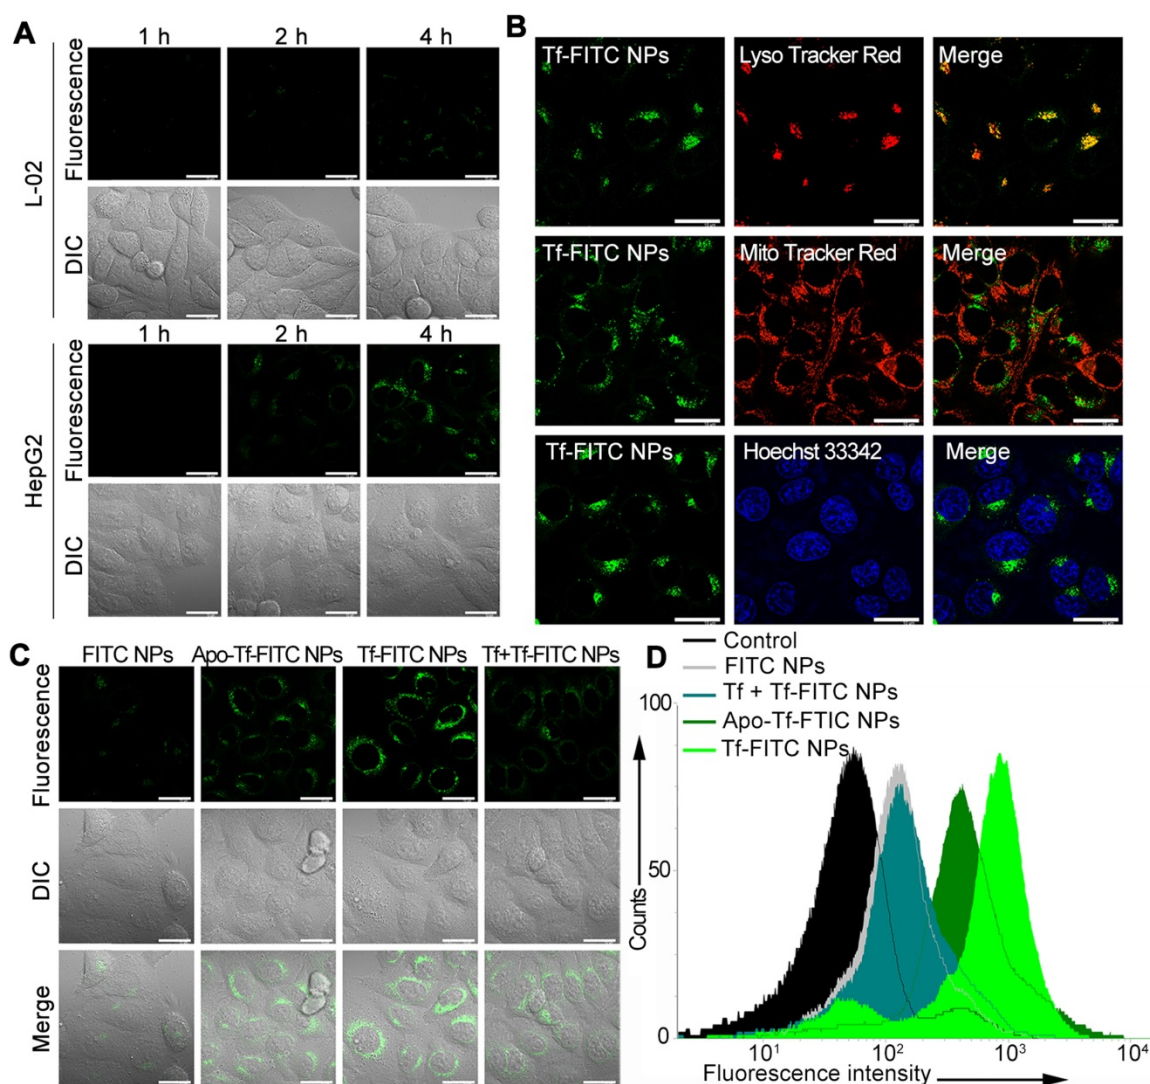 A
1 h 2 h 4 h
L-02
Fluorescence
DIC
1 h 2 h 4 h
HepG2
Fluorescence
DIC
B
Tf-FITC NPs Lyso Tracker Red Merge
Tf-FITC NPs Mito Tracker Red Merge
Tf-FITC NPs Hoechst 33342 Merge
C
FITC NPs Apo-Tf-FITC NPs Tf-FITC NPs Tf+Tf-FITC NPs
Fluorescence
DIC
Merge
D
Control
FITC NPs
Tf + Tf-FITC NPs
Apo-Tf-FTIC NPs
Tf-FITC NPs
100
50
0
Counts
10¹ 10² 10³ 10⁴
Fluorescence intensity